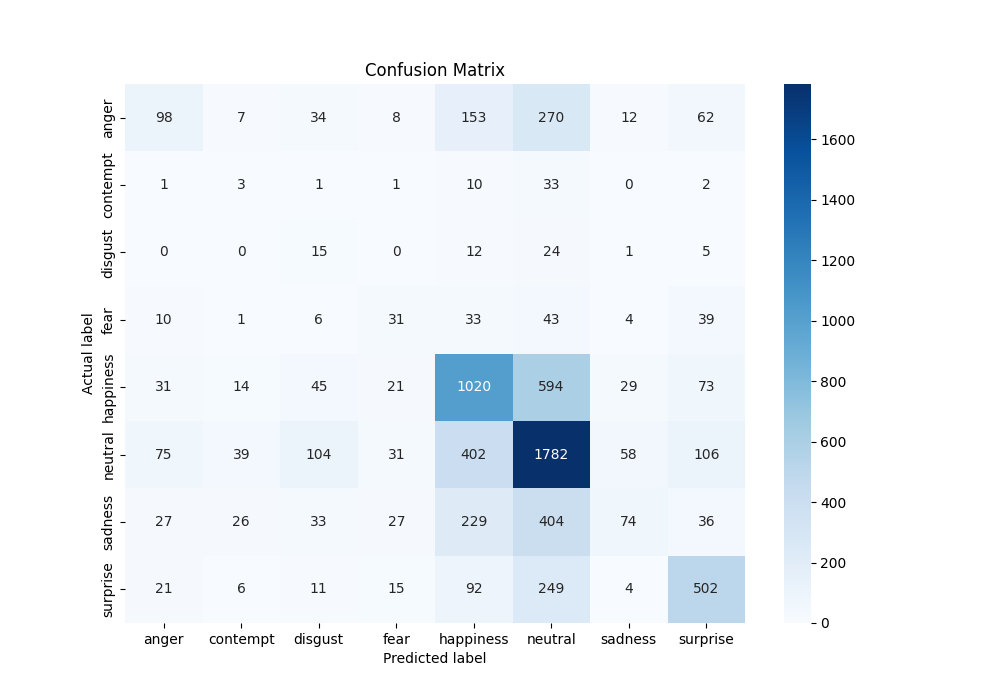 Confusion Matrix
Actual label
anger 98 7 34 8 153 270 12 62
contempt 1 3 1 1 10 33 0 2
disgust 0 0 15 0 12 24 1 5
fear 10 1 6 31 33 43 4 39
happiness 31 14 45 21 1020 594 29 73
neutral 75 39 104 31 402 1782 58 106
sadness 27 26 33 27 229 404 74 36
surprise 21 6 11 15 92 249 4 502
anger contempt disgust fear happiness neutral sadness surprise
Predicted label
1600
1400
1200
1000
800
600
400
200
0